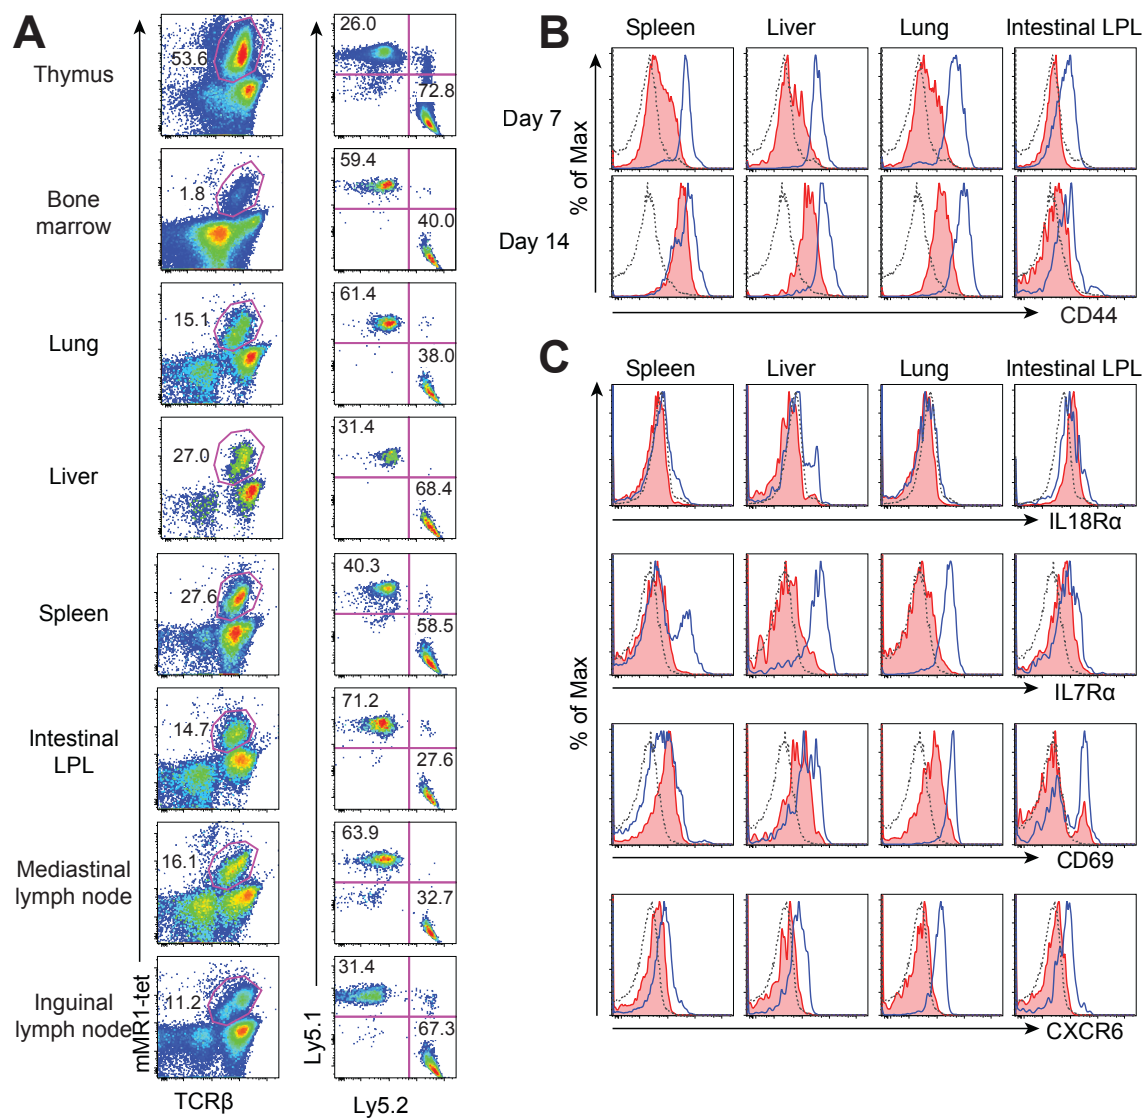 A
Thymus
53.6
26.0
72.8
Bone
marrow
1.8
59.4
40.0
Lung
15.1
61.4
38.0
Liver
27.0
31.4
68.4
Spleen
27.6
40.3
58.5
Intestinal
LPL
14.7
71.2
27.6
Mediastinal
lymph node
16.1
63.9
32.7
Inguinal
lymph node
11.2
31.4
67.3
mMR1-tet
TCRβ
Ly5.1
Ly5.2
B
Spleen Liver Lung Intestinal LPL
Day 7
Day 14
% of Max
CD44
C
Spleen Liver Lung Intestinal LPL
IL18Rα
IL7Rα
% of Max
CD69
CXCR6